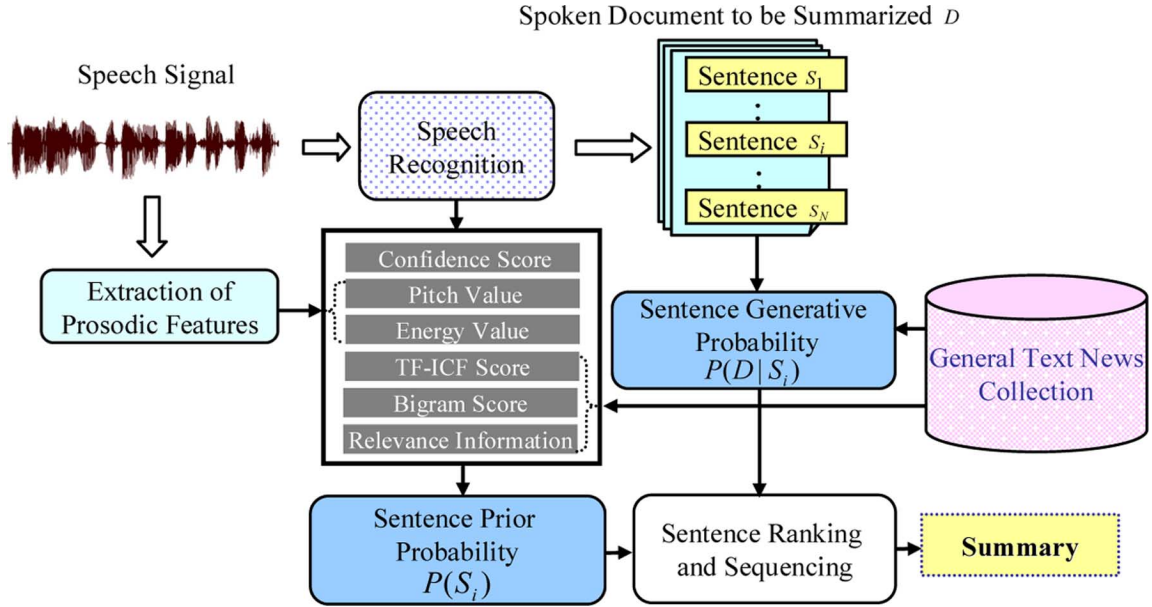 Spoken Document to be Summarized D
Speech Signal
Sentence S1
Speech
Recognition
Sentence Si
Sentence SN
Confidence Score
Extraction of
Prosodic Features
Pitch Value
Energy Value
TF-ICF Score
Bigram Score
Relevance Information
Sentence Generative
Probability
P(D | Si)
General Text News
Collection
Sentence Prior
Probability
P(Si)
Sentence Ranking
and Sequencing
Summary